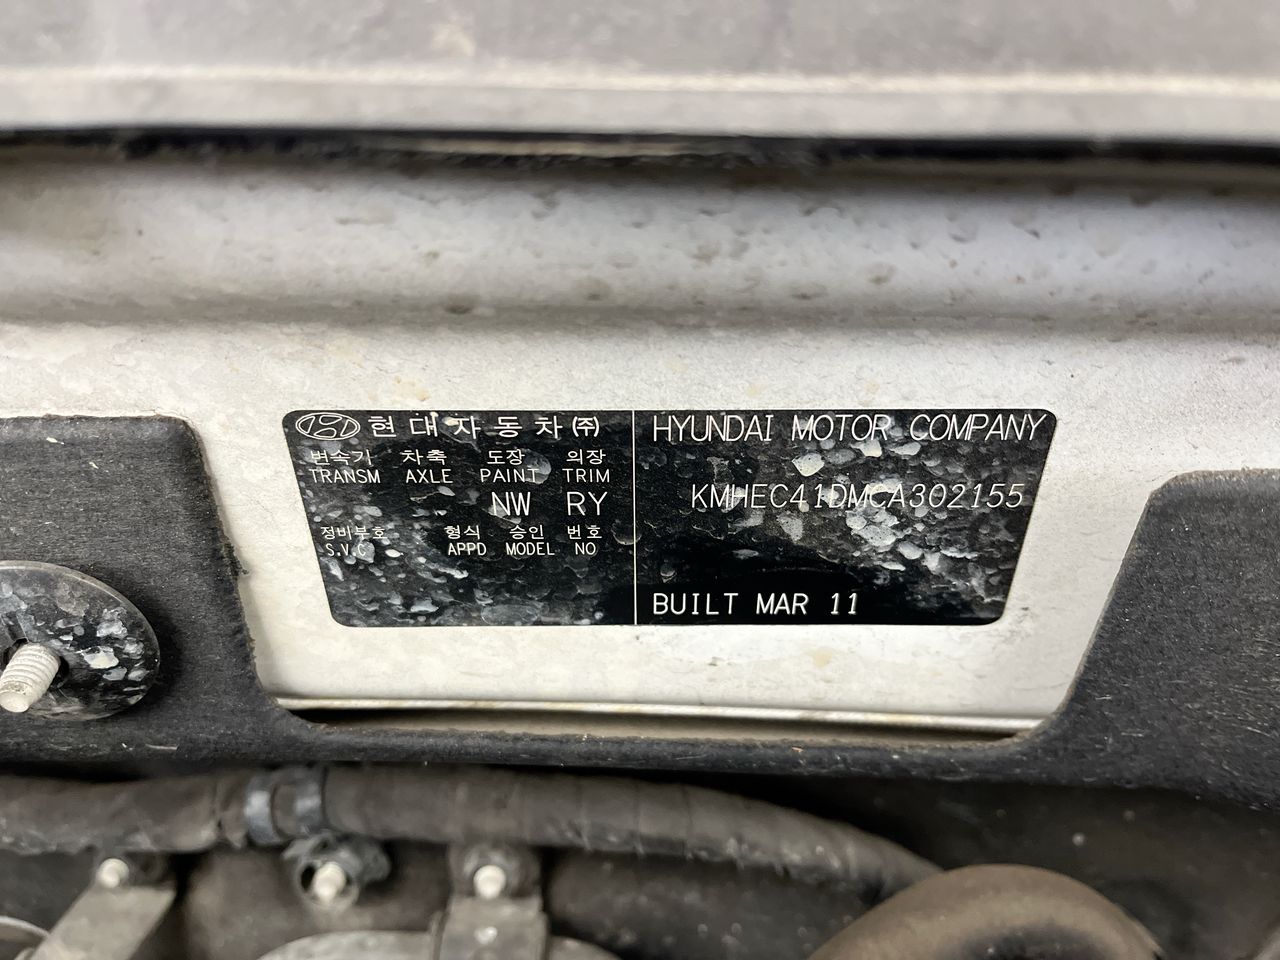 현대자동차㈜
변속기 차축 도장 의장
TRANSM AXLE PAINT TRIM
NW RY
정비부호 형식 승인 번호
S.V.C APPD MODEL NO
HYUNDAI MOTOR COMPANY
KMHEC41DMCA302155
BUILT MAR 11